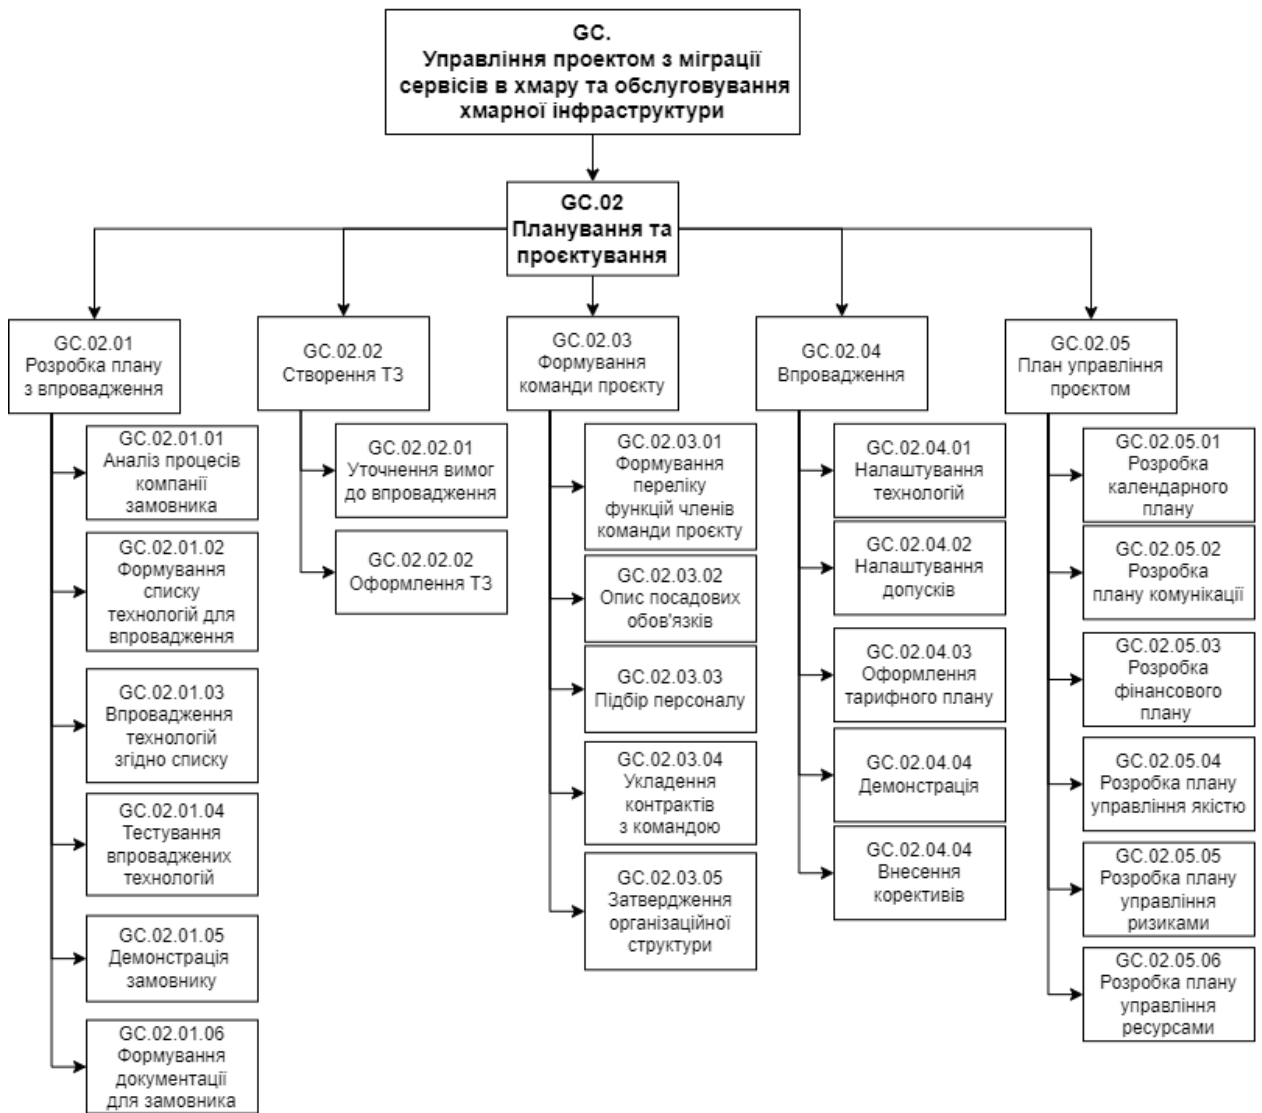 GC.
Управління проектом з міграції
сервісів в хмару та обслуговування
хмарної інфраструктури
GC.02
Планування та
проєктування
GC.02.01
Розробка плану
з впровадження
GC.02.01.01
Аналіз процесів
компанії
замовника
GC.02.01.02
Формування
списку
технологій для
впровадження
GC.02.01.03
Впровадження
технологій
згідно списку
GC.02.01.04
Тестування
впроваджених
технологій
GC.02.01.05
Демонстрація
замовнику
GC.02.01.06
Формування
документації
для замовника
GC.02.02
Створення ТЗ
GC.02.02.01
Уточнення вимог
до впровадження
GC.02.02.02
Оформлення ТЗ
GC.02.03
Формування
команди проєкту
GC.02.03.01
Формування
переліку
функцій членів
команди проєкту
GC.02.03.02
Опис посадових
обов'язків
GC.02.03.03
Підбір персоналу
GC.02.03.04
Укладення
контрактів
з командою
GC.02.03.05
Затвердження
організаційної
структури
GC.02.04
Впровадження
GC.02.04.01
Налаштування
технологій
GC.02.04.02
Налаштування
допусків
GC.02.04.03
Оформлення
тарифного плану
GC.02.04.04
Демонстрація
GC.02.04.04
Внесення
корективів
GC.02.05
План управління
проєктом
GC.02.05.01
Розробка
календарного
плану
GC.02.05.02
Розробка
плану комунікації
GC.02.05.03
Розробка
фінансового
плану
GC.02.05.04
Розробка плану
управління якістю
GC.02.05.05
Розробка плану
управління
ризиками
GC.02.05.06
Розробка плану
управління
ресурсами